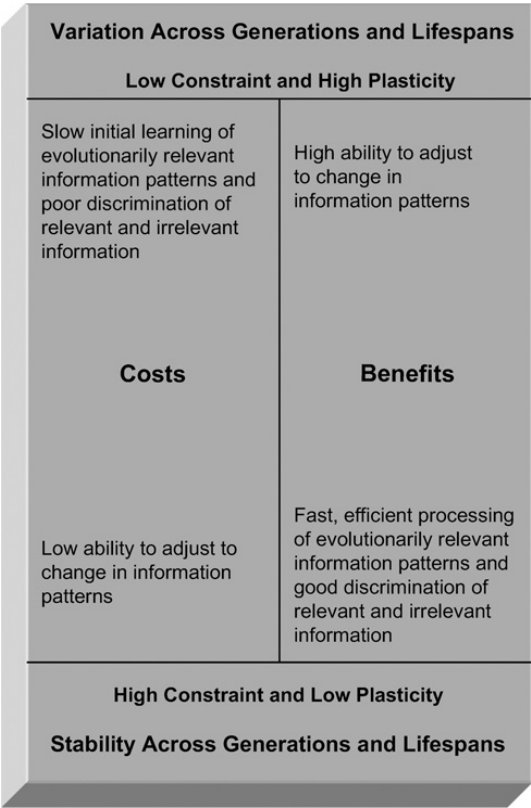 Variation Across Generations and Lifespans
Low Constraint and High Plasticity
Slow initial learning of
evolutionarily relevant
information patterns and
poor discrimination of
relevant and irrelevant
information
High ability to adjust
to change in
information patterns
Costs
Benefits
Low ability to adjust to
change in information
patterns
Fast, efficient processing
of evolutionarily relevant
information patterns and
good discrimination of
relevant and irrelevant
information
High Constraint and Low Plasticity
Stability Across Generations and Lifespans